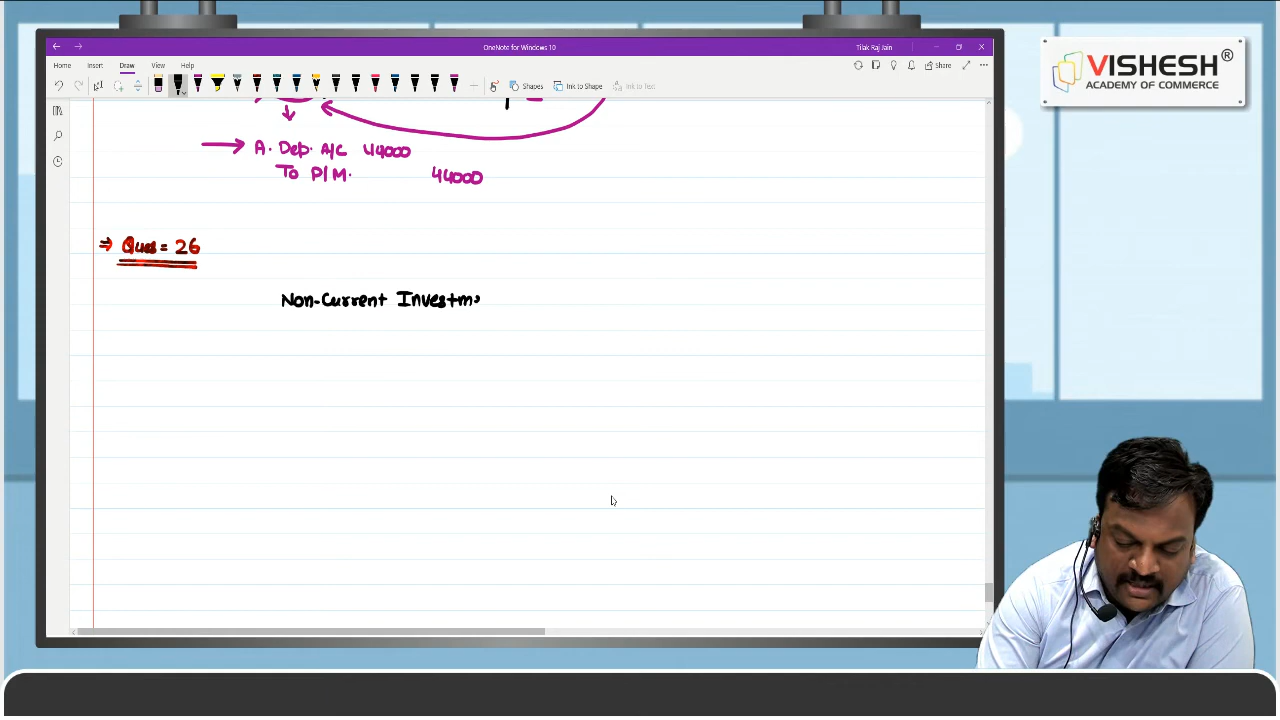 OneNote for Windows 10
Tilak Raj Jain
Home Insert Draw View Help
Share
Shapes Ink to Shape Ink to Text
VISHESH®
ACADEMY OF COMMERCE
→ A. Dep. A/C 44000
To P/M. 44000
⇒ Ques = 26
Non-Current Investm